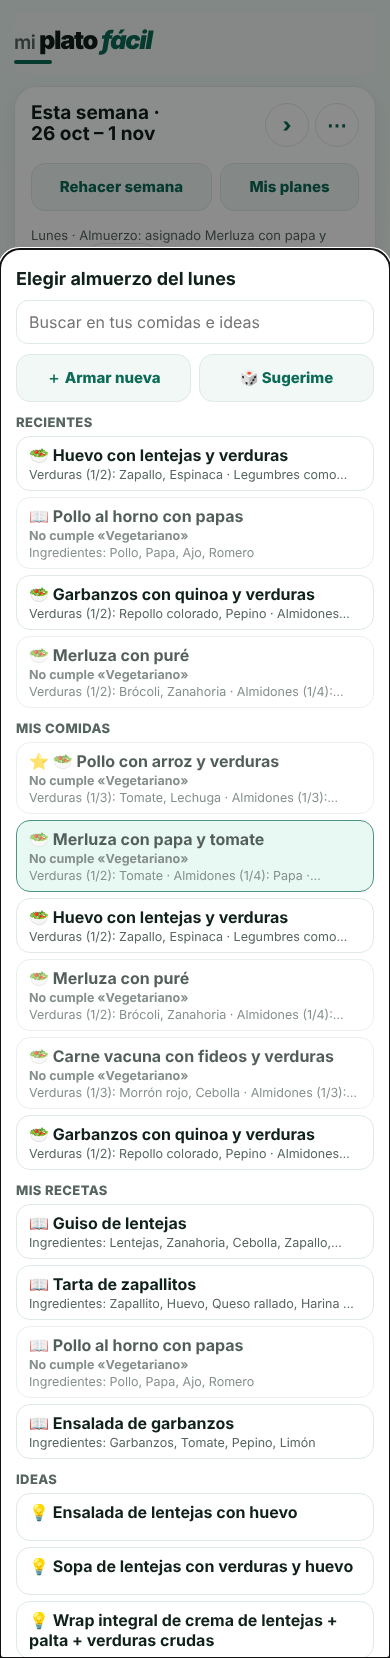 mi plato fácil
Esta semana ·
26 oct – 1 nov
› ···
Rehacer semana
Mis planes
Lunes · Almuerzo: asignado Merluza con papa y
Elegir almuerzo del lunes
Buscar en tus comidas e ideas
+ Armar nueva
🎲 Sugerime
RECIENTES
🥗 Huevo con lentejas y verduras
Verduras (1/2): Zapallo, Espinaca · Legumbres como...
📖 Pollo al horno con papas
No cumple «Vegetariano»
Ingredientes: Pollo, Papa, Ajo, Romero
🥗 Garbanzos con quinoa y verduras
Verduras (1/2): Repollo colorado, Pepino · Almidones...
🥗 Merluza con puré
No cumple «Vegetariano»
Verduras (1/2): Brócoli, Zanahoria · Almidones (1/4):...
MIS COMIDAS
⭐ 🥗 Pollo con arroz y verduras
No cumple «Vegetariano»
Verduras (1/3): Tomate, Lechuga · Almidones (1/3):...
🥗 Merluza con papa y tomate
No cumple «Vegetariano»
Verduras (1/2): Tomate · Almidones (1/4): Papa ·...
🥗 Huevo con lentejas y verduras
Verduras (1/2): Zapallo, Espinaca · Legumbres como...
🥗 Merluza con puré
No cumple «Vegetariano»
Verduras (1/2): Brócoli, Zanahoria · Almidones (1/4):...
🥗 Carne vacuna con fideos y verduras
No cumple «Vegetariano»
Verduras (1/3): Morrón rojo, Cebolla · Almidones (1/3):...
🥗 Garbanzos con quinoa y verduras
Verduras (1/2): Repollo colorado, Pepino · Almidones...
MIS RECETAS
📖 Guiso de lentejas
Ingredientes: Lentejas, Zanahoria, Cebolla, Zapallo,...
📖 Tarta de zapallitos
Ingredientes: Zapallito, Huevo, Queso rallado, Harina ...
📖 Pollo al horno con papas
No cumple «Vegetariano»
Ingredientes: Pollo, Papa, Ajo, Romero
📖 Ensalada de garbanzos
Ingredientes: Garbanzos, Tomate, Pepino, Limón
IDEAS
💡 Ensalada de lentejas con huevo
💡 Sopa de lentejas con verduras y huevo
💡 Wrap integral de crema de lentejas +
palta + verduras crudas